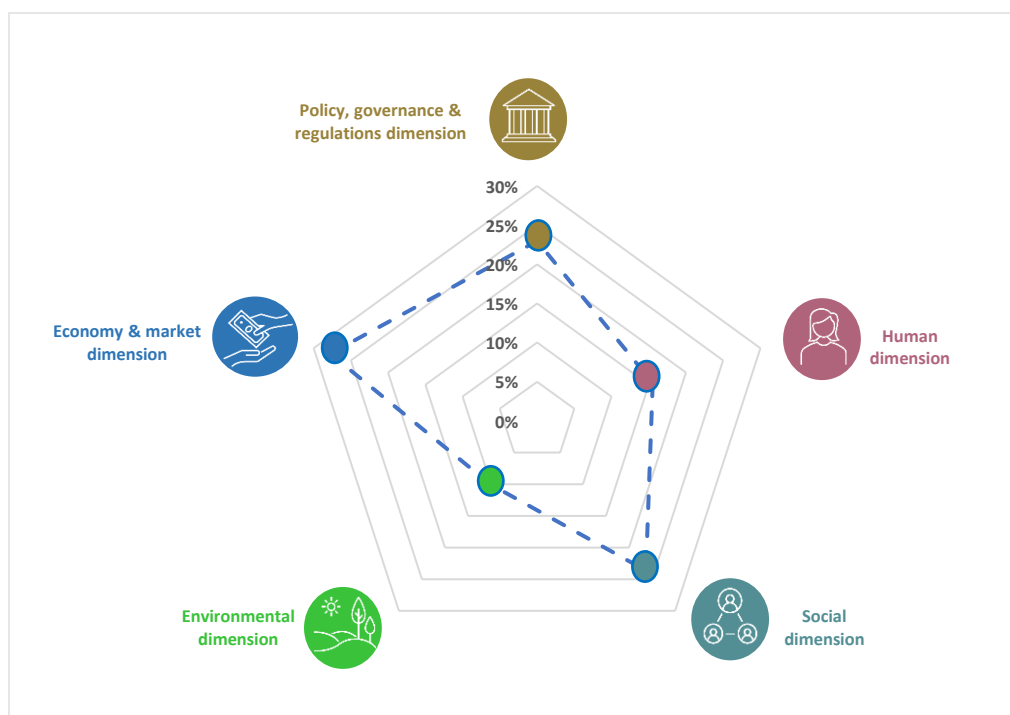 Policy, governance &
regulations dimension
30%
25%
20%
15%
10%
5%
0%
Economy & market
dimension
Human
dimension
Environmental
dimension
Social
dimension